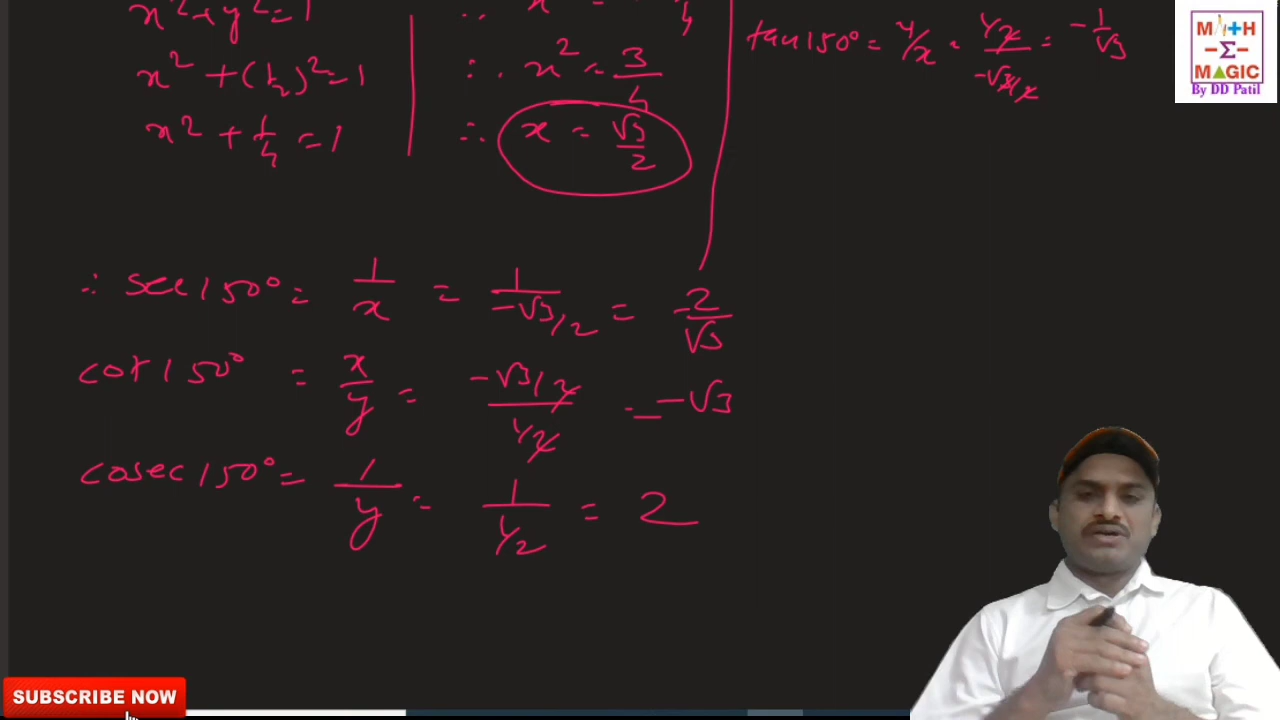 x² + y² = 1
x² + (1/2)² = 1
x² + 1/4 = 1
∴ x² = 3/4
∴ x = √3/2
tan150° = y/x = (1/2)/(-√3/2) = -1/√3
∴ sec150° = 1/x = 1/(-√3/2) = -2/√3
cot150° = x/y = (-√3/2)/(1/2) = -√3
cosec150° = 1/y = 1/(1/2) = 2
M+H
-Σ-
MAGIC
By DD Patil
SUBSCRIBE NOW